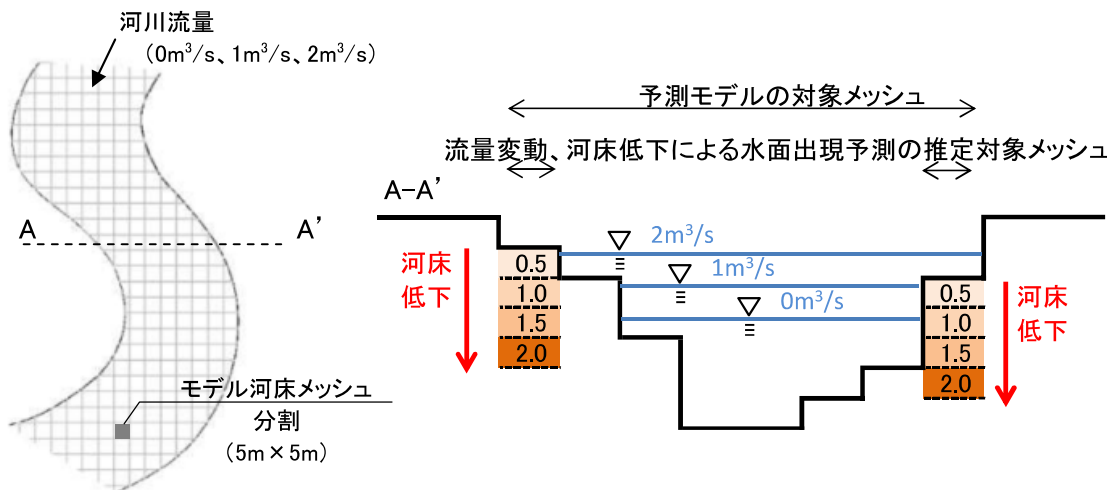 河川流量
（0m³/s、1m³/s、2m³/s）
A
A’
モデル河床メッシュ
分割
（5m×5m）
予測モデルの対象メッシュ
流量変動、河床低下による水面出現予測の推定対象メッシュ
A−A’
2m³/s
1m³/s
0m³/s
河床
低下
0.5
1.0
1.5
2.0
0.5
1.0
1.5
2.0
河床
低下